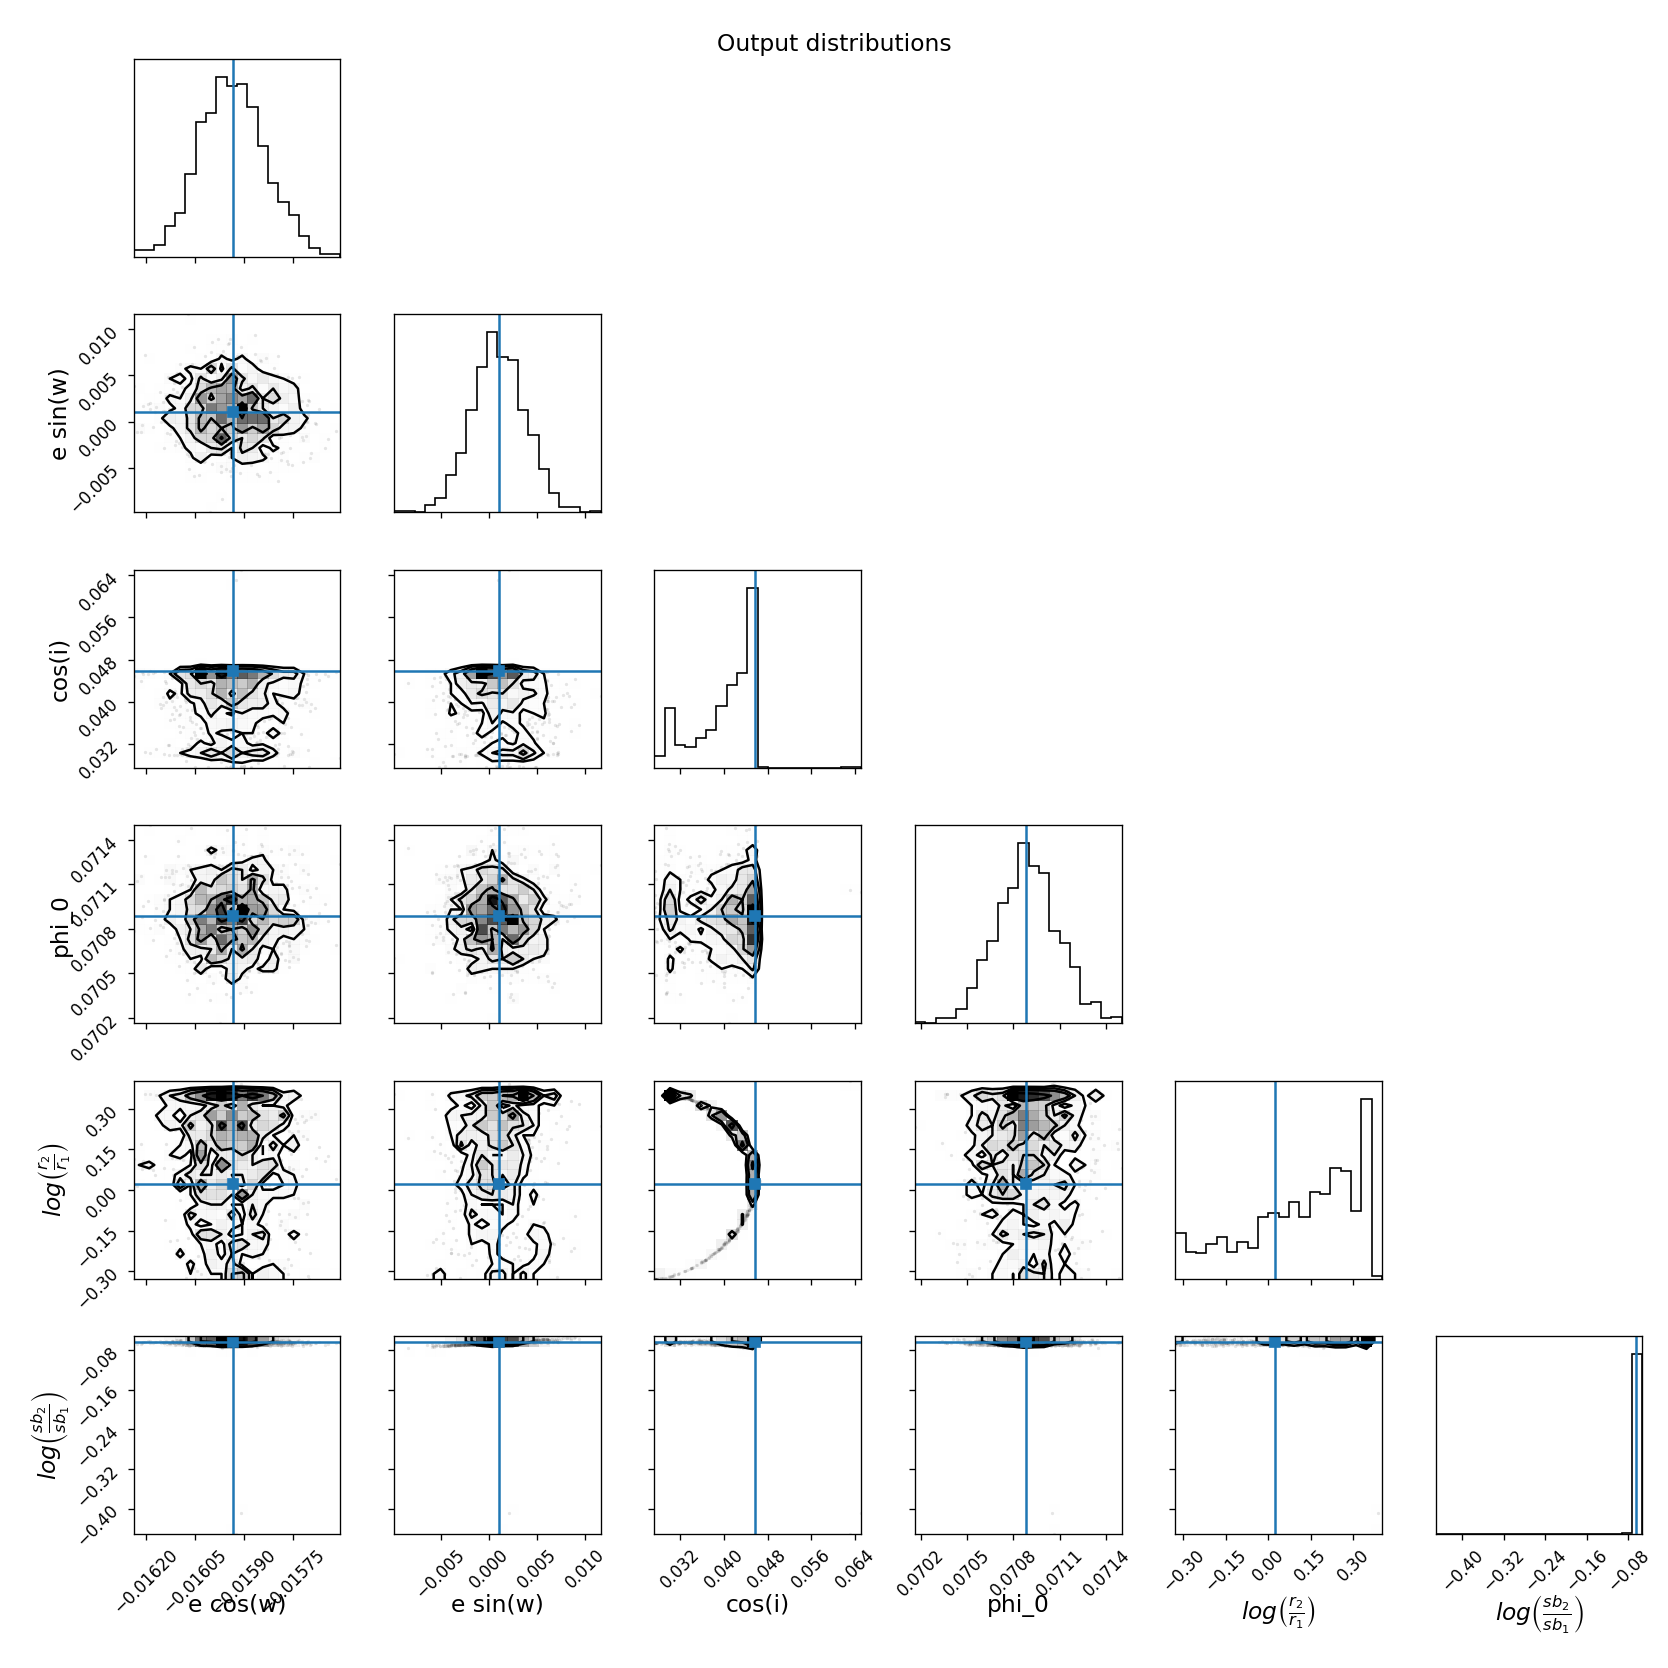 Output distributions
0.010
0.005
0.000
−0.005
e sin(w)
0.064
0.056
0.048
0.040
0.032
cos(i)
0.0714
0.0711
0.0708
0.0705
0.0702
phi_0
0.30
0.15
0.00
−0.15
−0.30
log(r2/r1)
−0.08
−0.16
−0.24
−0.32
−0.40
log(sb2/sb1)
−0.01620 −0.01605 −0.01590 −0.01575
−0.005 0.000 0.005 0.010
0.032 0.040 0.048 0.056 0.064
0.0702 0.0705 0.0708 0.0711 0.0714
−0.30 −0.15 0.00 0.15 0.30
−0.40 −0.32 −0.24 −0.16 −0.08
e cos(w) e sin(w) cos(i) phi_0 log(r2/r1) log(sb2/sb1)